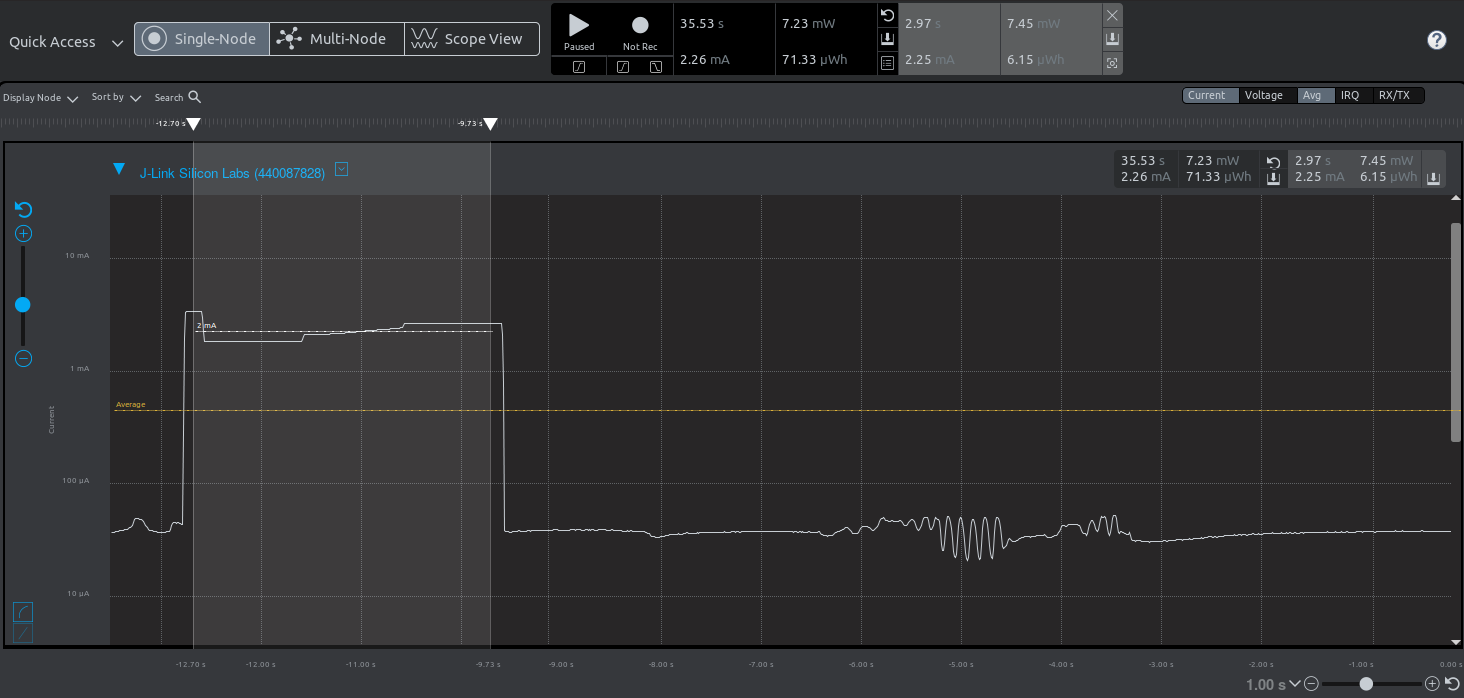 Quick Access
Single-Node
Multi-Node
Scope View
Paused
Not Rec
35.53 s
2.26 mA
7.23 mW
71.33 µWh
2.97 s
2.25 mA
7.45 mW
6.15 µWh
?
Display Node
Sort by
Search
Current
Voltage
Avg
IRQ
RX/TX
-12.70 s
-9.73 s
J-Link Silicon Labs (440087828)
35.53 s
2.26 mA
7.23 mW
71.33 µWh
2.97 s
2.25 mA
7.45 mW
6.15 µWh
10 mA
2 mA
1 mA
Average
Current
100 µA
10 µA
-12.70 s
-12.00 s
-11.00 s
-9.73 s
-9.00 s
-8.00 s
-7.00 s
-6.00 s
-5.00 s
-4.00 s
-3.00 s
-2.00 s
-1.00 s
0.00 s
1.00 s